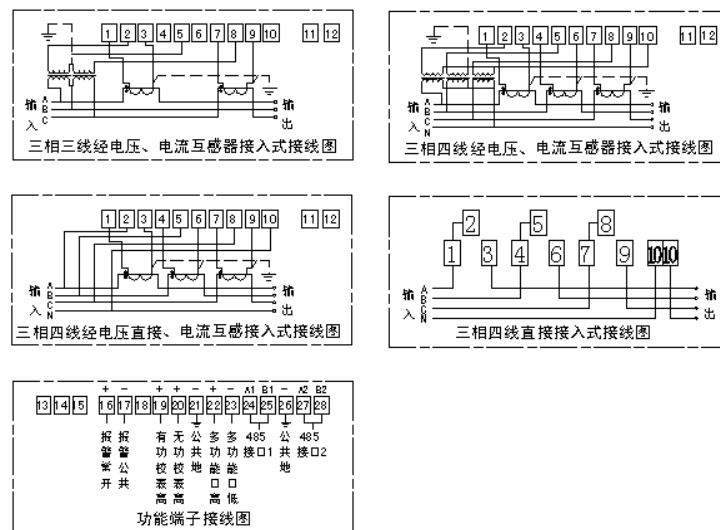 1 2 3 4 5 6 7 8 9 10 11 12
输入
A
B
C
输出
三相三线经电压、电流互感器接入式接线图
1 2 3 4 5 6 7 8 9 10 11 12
输入
A
B
C
N
输出
三相四线经电压、电流互感器接入式接线图
1 2 3 4 5 6 7 8 9 10 11 12
输入
A
B
C
N
输出
三相四线经电压直接、电流互感接入式接线图
2 5 8
1 3 4 6 7 9 10 10
输入
A
B
C
N
输出
三相四线直接接入式接线图
+ − + + − + − A1 B1 − A2 B2
13 14 15 16 17 18 19 20 21 22 23 24 25 26 27 28
报警常开
报警公共
有功校表高
无功校表高
公共地
多功能口高
多功能口低
485
接口1
公共地
485
接口2
功能端子接线图